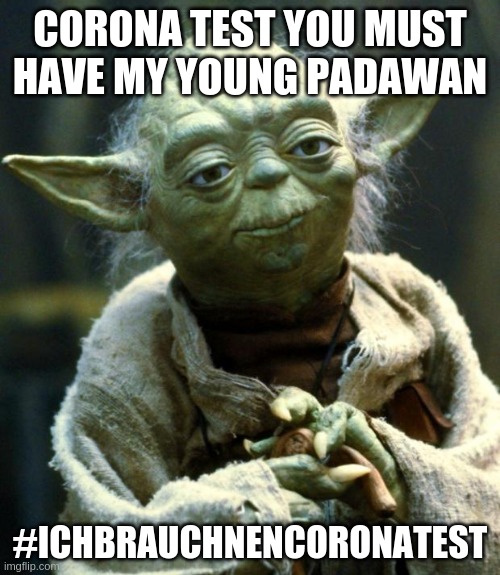 CORONA TEST YOU MUST
HAVE MY YOUNG PADAWAN
#ICHBRAUCHNENCORONATEST
imgflip.com